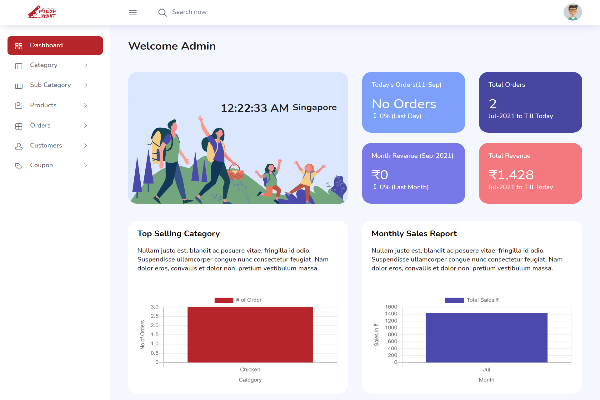 Search now
Dashboard
Category
Sub Category
Products
Orders
Customers
Coupon
Welcome Admin
12:22:33 AM Singapore
Today's Orders(11-Sep)
No Orders
0% (Last Day)
Total Orders
2
Jul-2021 to Till Today
Month Revenue (Sep-2021)
₹0
0% (Last Month)
Total Revenue
₹1,428
Jul-2021 to Till Today
Top Selling Category
Nullam justo est, blandit ac posuere vitae, fringilla id odio.
Suspendisse ullamcorper congue nunc consectetur feugiat. Nam
dolor eros, convallis et dolor non, pretium vestibulum massa.
# of Order
No of Orders
3.0
2.5
2.0
1.5
1.0
0.5
0
Chicken
Category
Monthly Sales Report
Nullam justo est, blandit ac posuere vitae, fringilla id odio.
Suspendisse ullamcorper congue nunc consectetur feugiat. Nam
dolor eros, convallis et dolor non, pretium vestibulum massa.
Total Sales ₹
Sales in ₹
1600
1400
1200
1000
800
600
400
200
0
Jul
Month